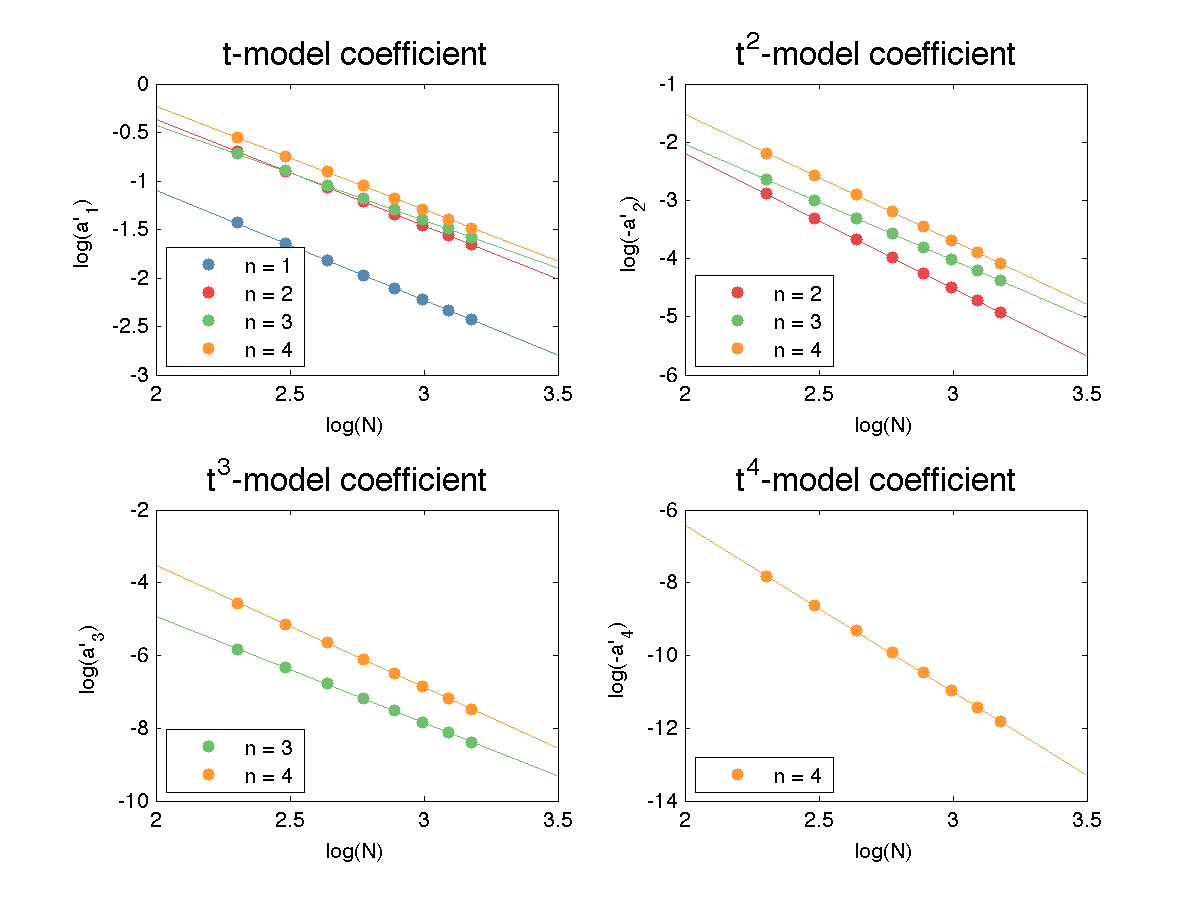 t-model coefficient
0
-0.5
-1
-1.5
-2
-2.5
-3
log(a'1)
n = 1
n = 2
n = 3
n = 4
2 2.5 3 3.5
log(N)
t2-model coefficient
-1
-2
-3
-4
-5
-6
log(-a'2)
n = 2
n = 3
n = 4
2 2.5 3 3.5
log(N)
t3-model coefficient
-2
-4
-6
-8
-10
log(a'3)
n = 3
n = 4
2 2.5 3 3.5
log(N)
t4-model coefficient
-6
-8
-10
-12
-14
log(-a'4)
n = 4
2 2.5 3 3.5
log(N)